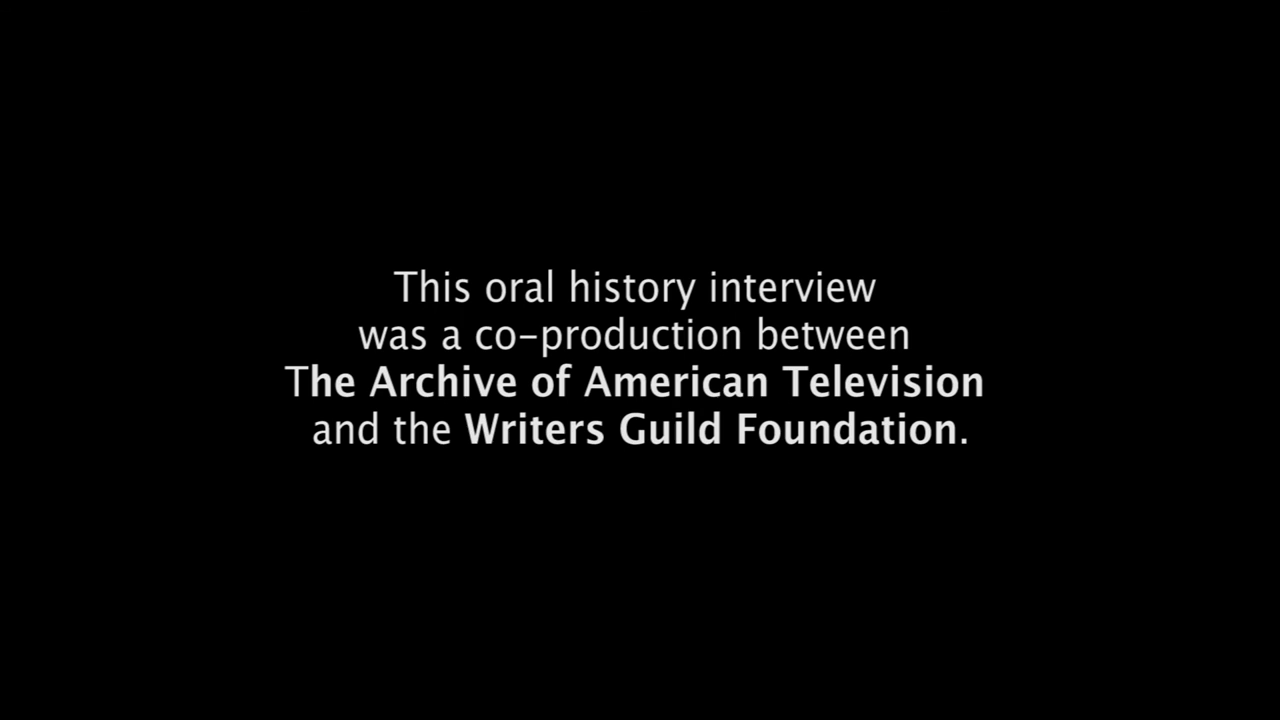 This oral history interview
was a co-production between
The Archive of American Television
and the Writers Guild Foundation.